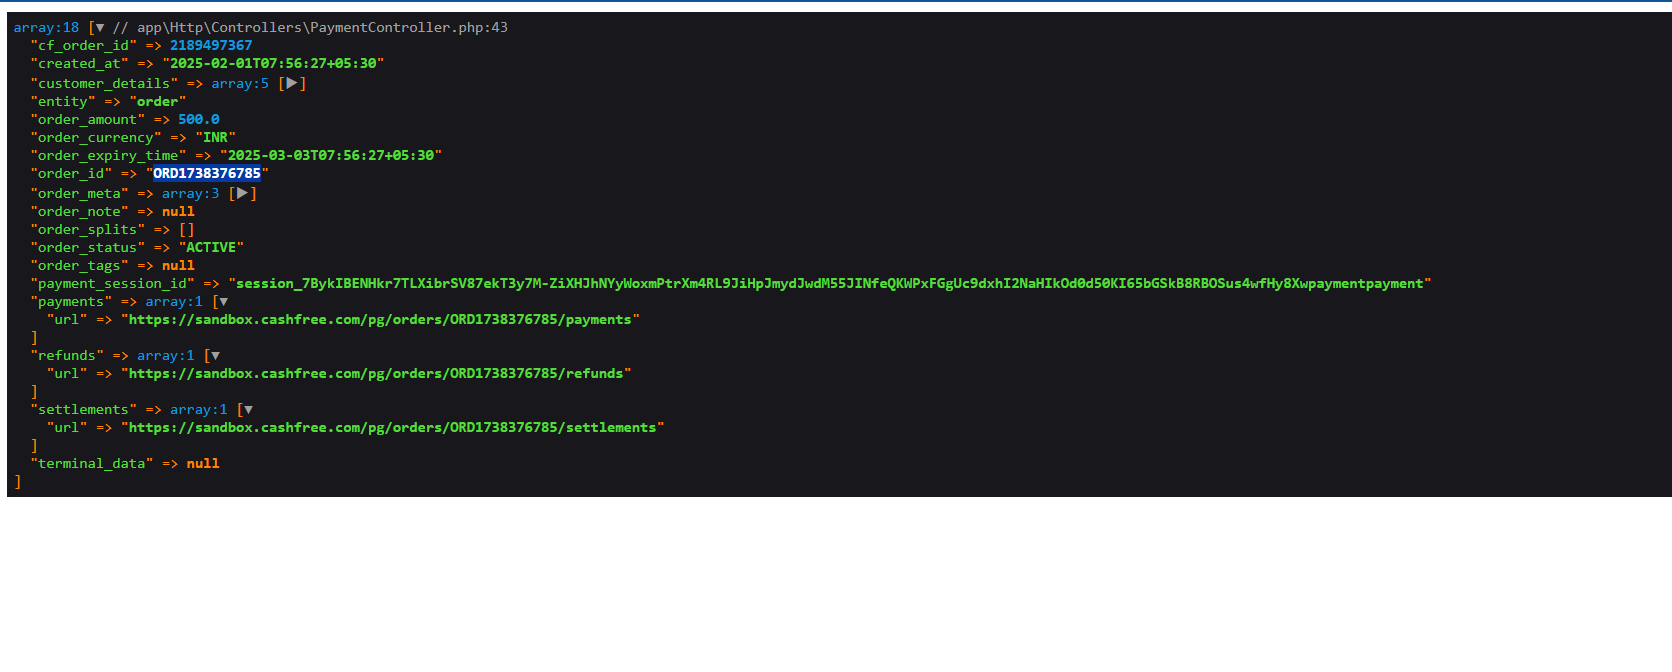 array:18 [▼ // app\Http\Controllers\PaymentController.php:43
  "cf_order_id" => 2189497367
  "created_at" => "2025-02-01T07:56:27+05:30"
  "customer_details" => array:5 [▶]
  "entity" => "order"
  "order_amount" => 500.0
  "order_currency" => "INR"
  "order_expiry_time" => "2025-03-03T07:56:27+05:30"
  "order_id" => "ORD1738376785"
  "order_meta" => array:3 [▶]
  "order_note" => null
  "order_splits" => []
  "order_status" => "ACTIVE"
  "order_tags" => null
  "payment_session_id" => "session_7BykIBENHkr7TLXibrSV87ekT3y7M-ZiXHJhNYyWoxmPtrXm4RL9JiHpJmydJwdM55JINfeQKWPxFGgUc9dxhI2NaHIkOd0d50KI65bGSkB8RBOSus4wfHy8Xwpaymentpayment"
  "payments" => array:1 [▼
    "url" => "https://sandbox.cashfree.com/pg/orders/ORD1738376785/payments"
  ]
  "refunds" => array:1 [▼
    "url" => "https://sandbox.cashfree.com/pg/orders/ORD1738376785/refunds"
  ]
  "settlements" => array:1 [▼
    "url" => "https://sandbox.cashfree.com/pg/orders/ORD1738376785/settlements"
  ]
  "terminal_data" => null
]